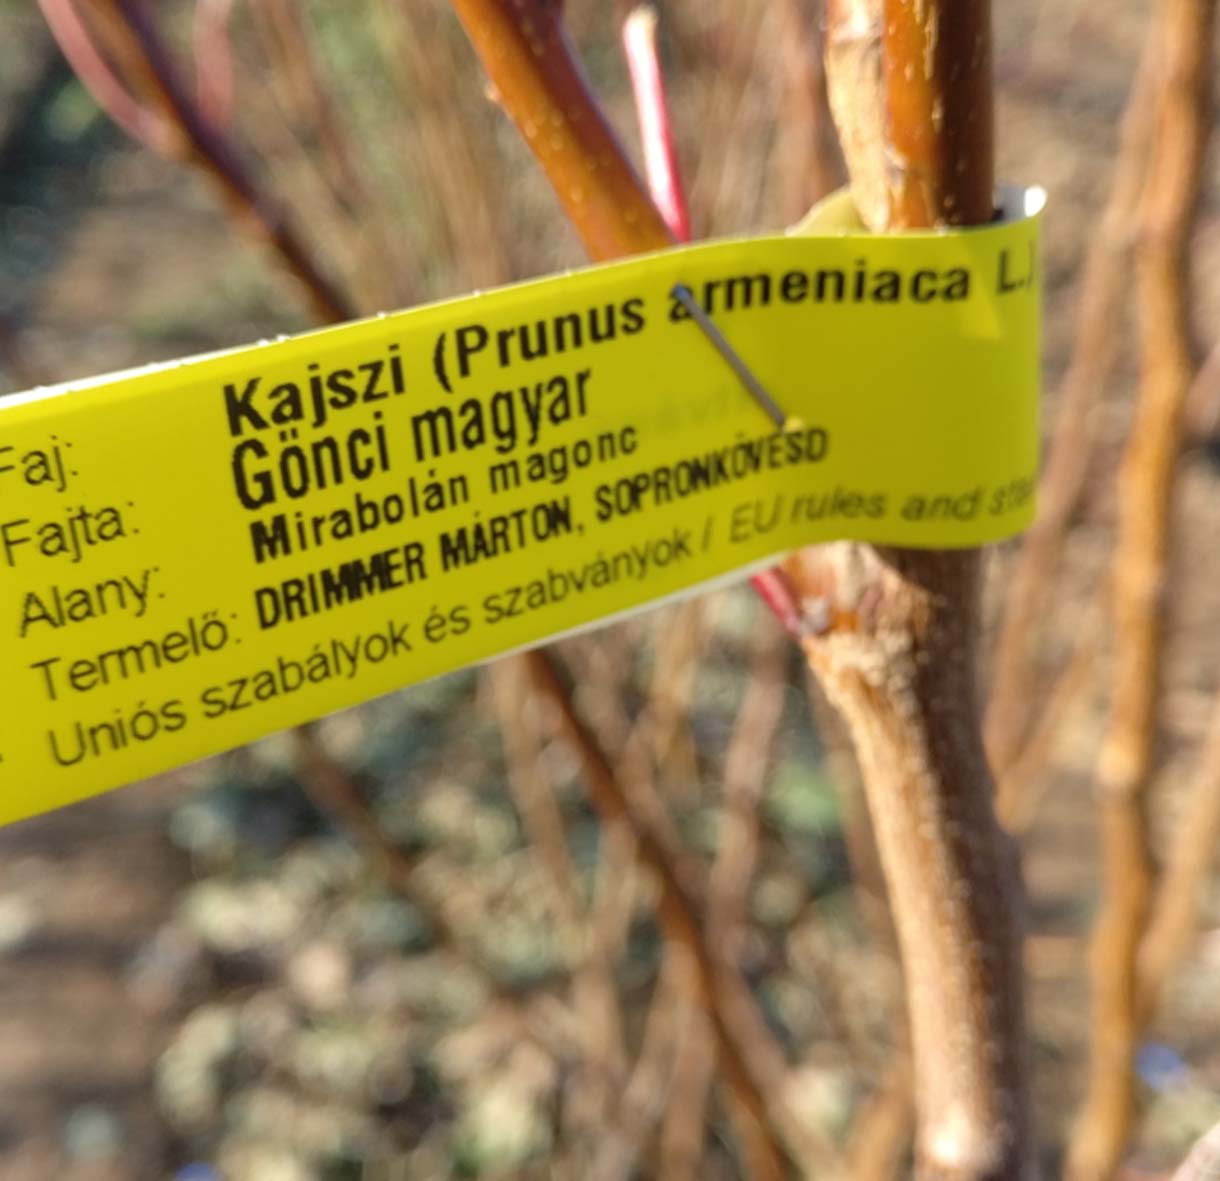 Faj: Kajszi (Prunus armeniaca L.)
Fajta: Gönci magyar
Alany: Mirabolán magonc
Termelő: DRIMMER MÁRTON, SOPRONKÖVESD
Uniós szabályok és szabványok / EU rules and